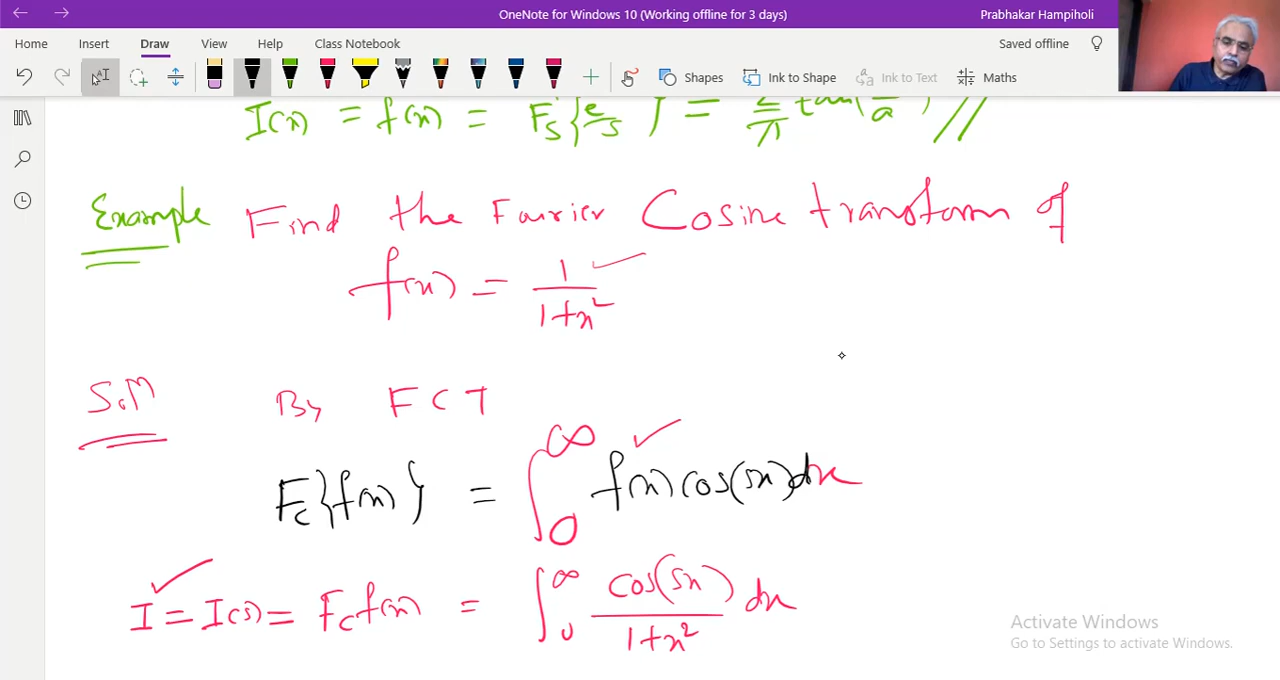 OneNote for Windows 10 (Working offline for 3 days)
Prabhakar Hampiholi
Home Insert Draw View Help Class Notebook
Saved offline
Shapes Ink to Shape Ink to Text Maths
I(x) = f(x) = Fs{e/s } = 2/π tan( /a) //
Example Find the Fourier Cosine transform of
f(x) = 1/(1+x²)
Soln By FCT
Fc{f(x)} = ∫₀^∞ f(x) cos(sx) dx
I = I(s) = Fc f(x) = ∫₀^∞ cos(sx)/(1+x²) dx
Activate Windows
Go to Settings to activate Windows.